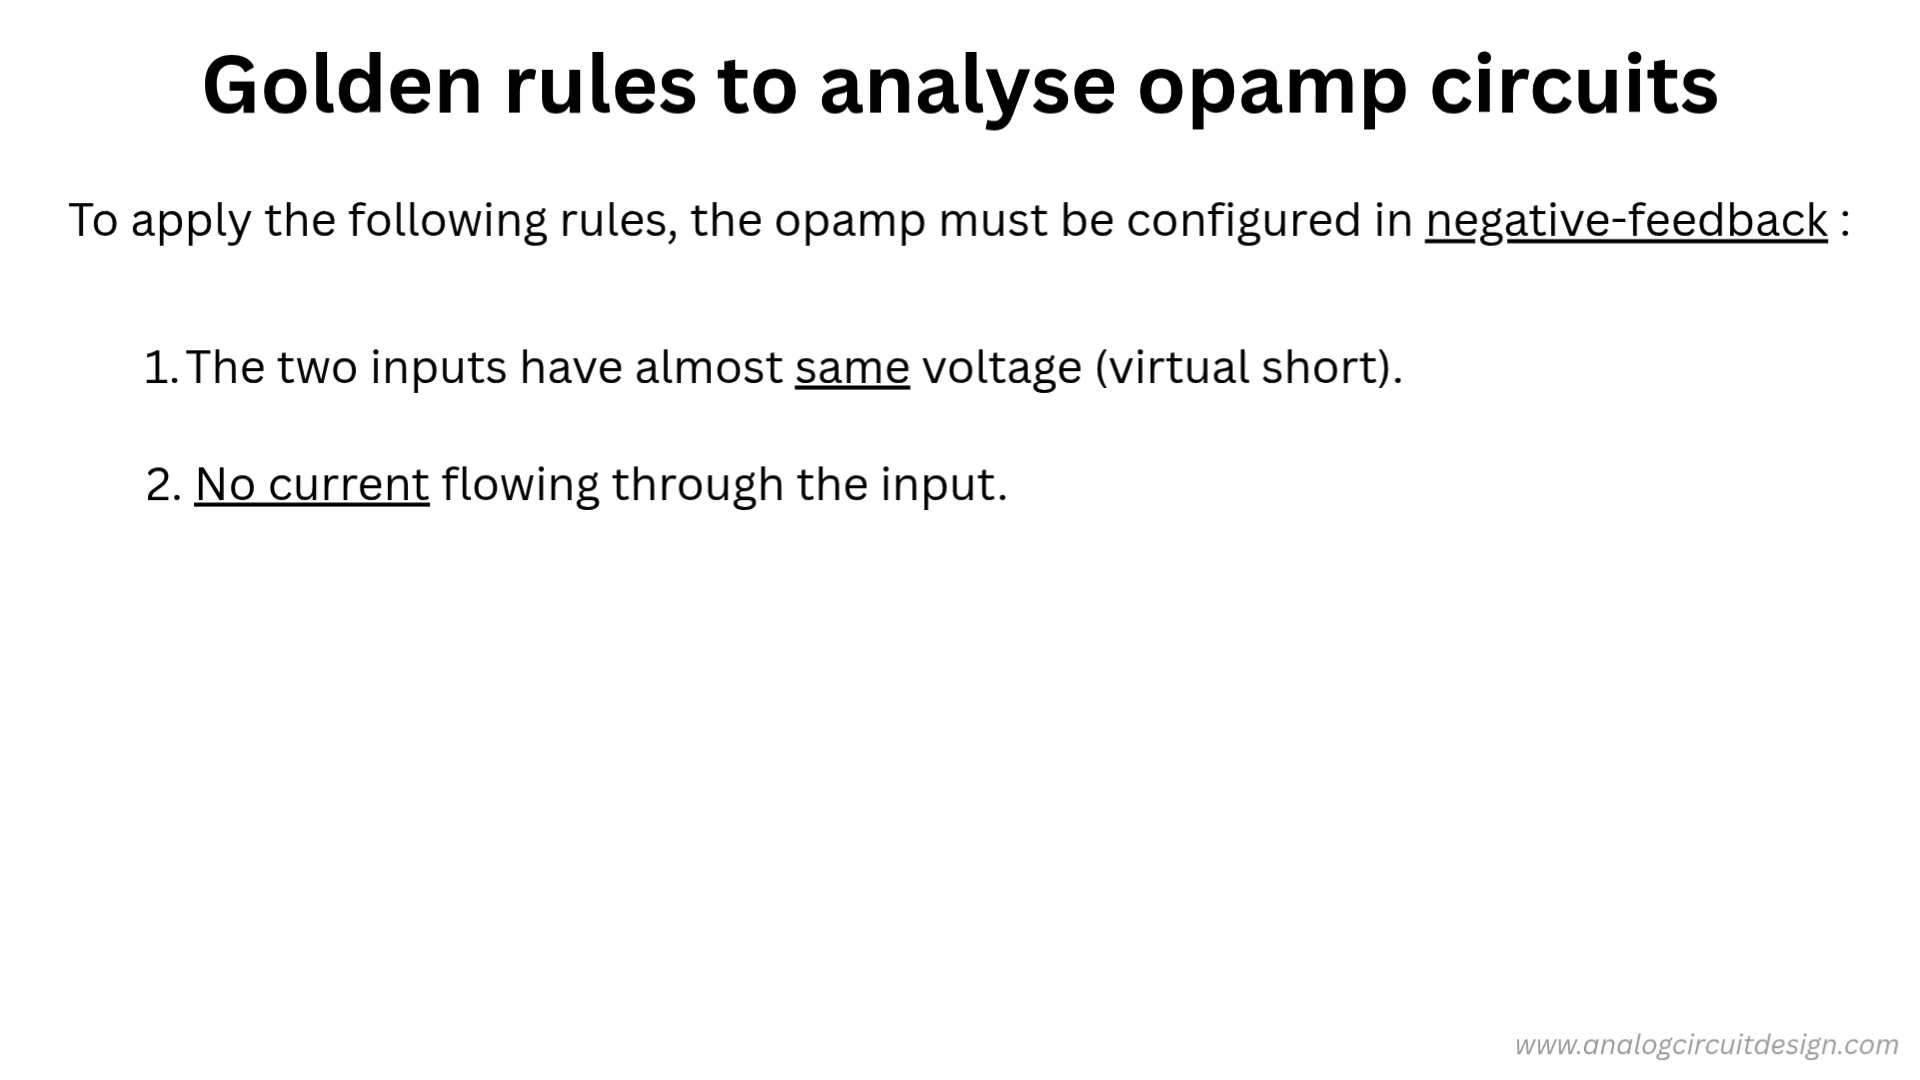 Golden rules to analyse opamp circuits
To apply the following rules, the opamp must be configured in negative-feedback :
1. The two inputs have almost same voltage (virtual short).
2. No current flowing through the input.
www.analogcircuitdesign.com